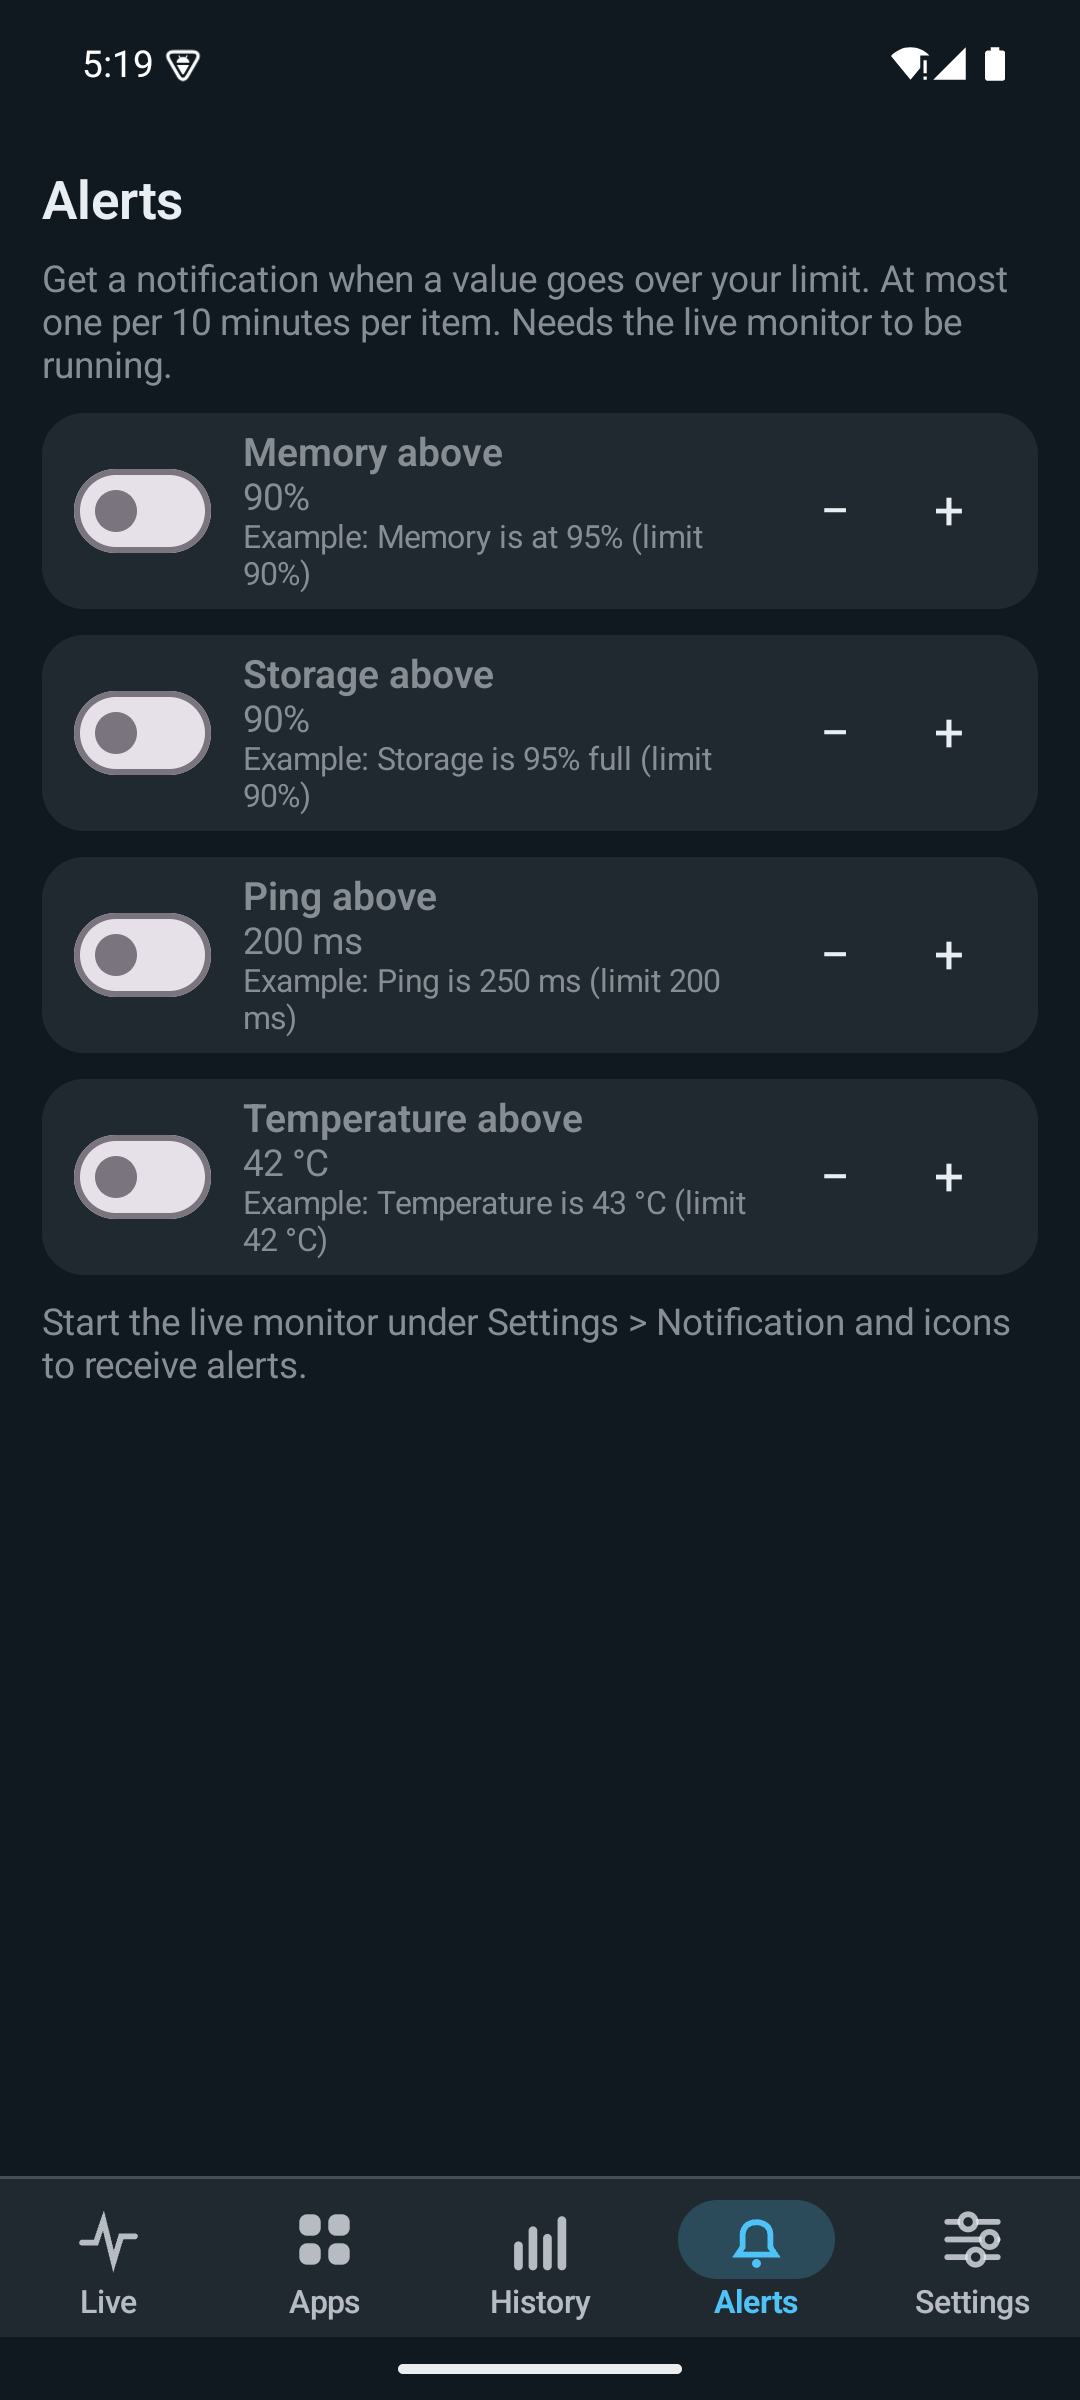 5:19
Alerts
Get a notification when a value goes over your limit. At most
one per 10 minutes per item. Needs the live monitor to be
running.
Memory above
90%
Example: Memory is at 95% (limit
90%)
Storage above
90%
Example: Storage is 95% full (limit
90%)
Ping above
200 ms
Example: Ping is 250 ms (limit 200
ms)
Temperature above
42 °C
Example: Temperature is 43 °C (limit
42 °C)
Start the live monitor under Settings > Notification and icons
to receive alerts.
Live
Apps
History
Alerts
Settings